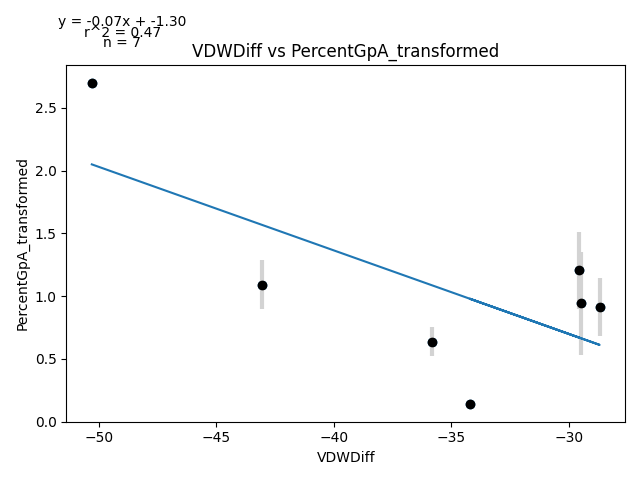 y = -0.07x + -1.30
r^2 = 0.47
n = 7
VDWDiff vs PercentGpA_transformed
PercentGpA_transformed
2.5
2.0
1.5
1.0
0.5
0.0
−50
−45
−40
−35
−30
VDWDiff